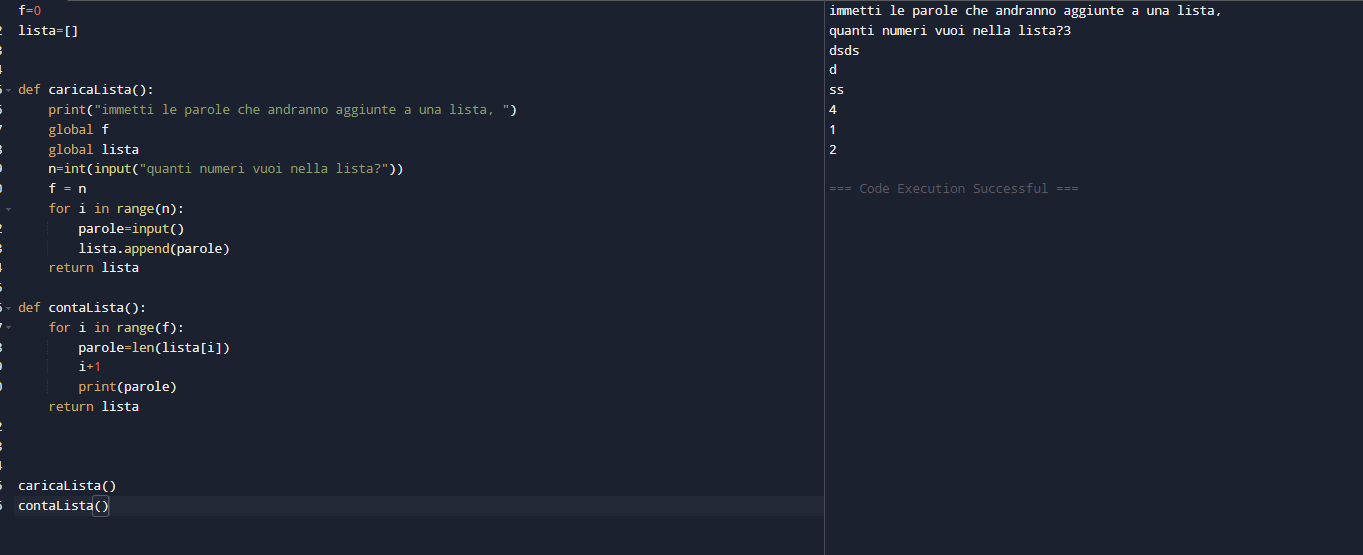 f=0
lista=[]
def caricaLista():
print("immetti le parole che andranno aggiunte a una lista, ")
global f
global lista
n=int(input("quanti numeri vuoi nella lista?"))
f = n
for i in range(n):
parole=input()
lista.append(parole)
return lista
def contaLista():
for i in range(f):
parole=len(lista[i])
i+1
print(parole)
return lista
caricaLista()
contaLista()
immetti le parole che andranno aggiunte a una lista,
quanti numeri vuoi nella lista?3
dsds
d
ss
4
1
2
=== Code Execution Successful ===